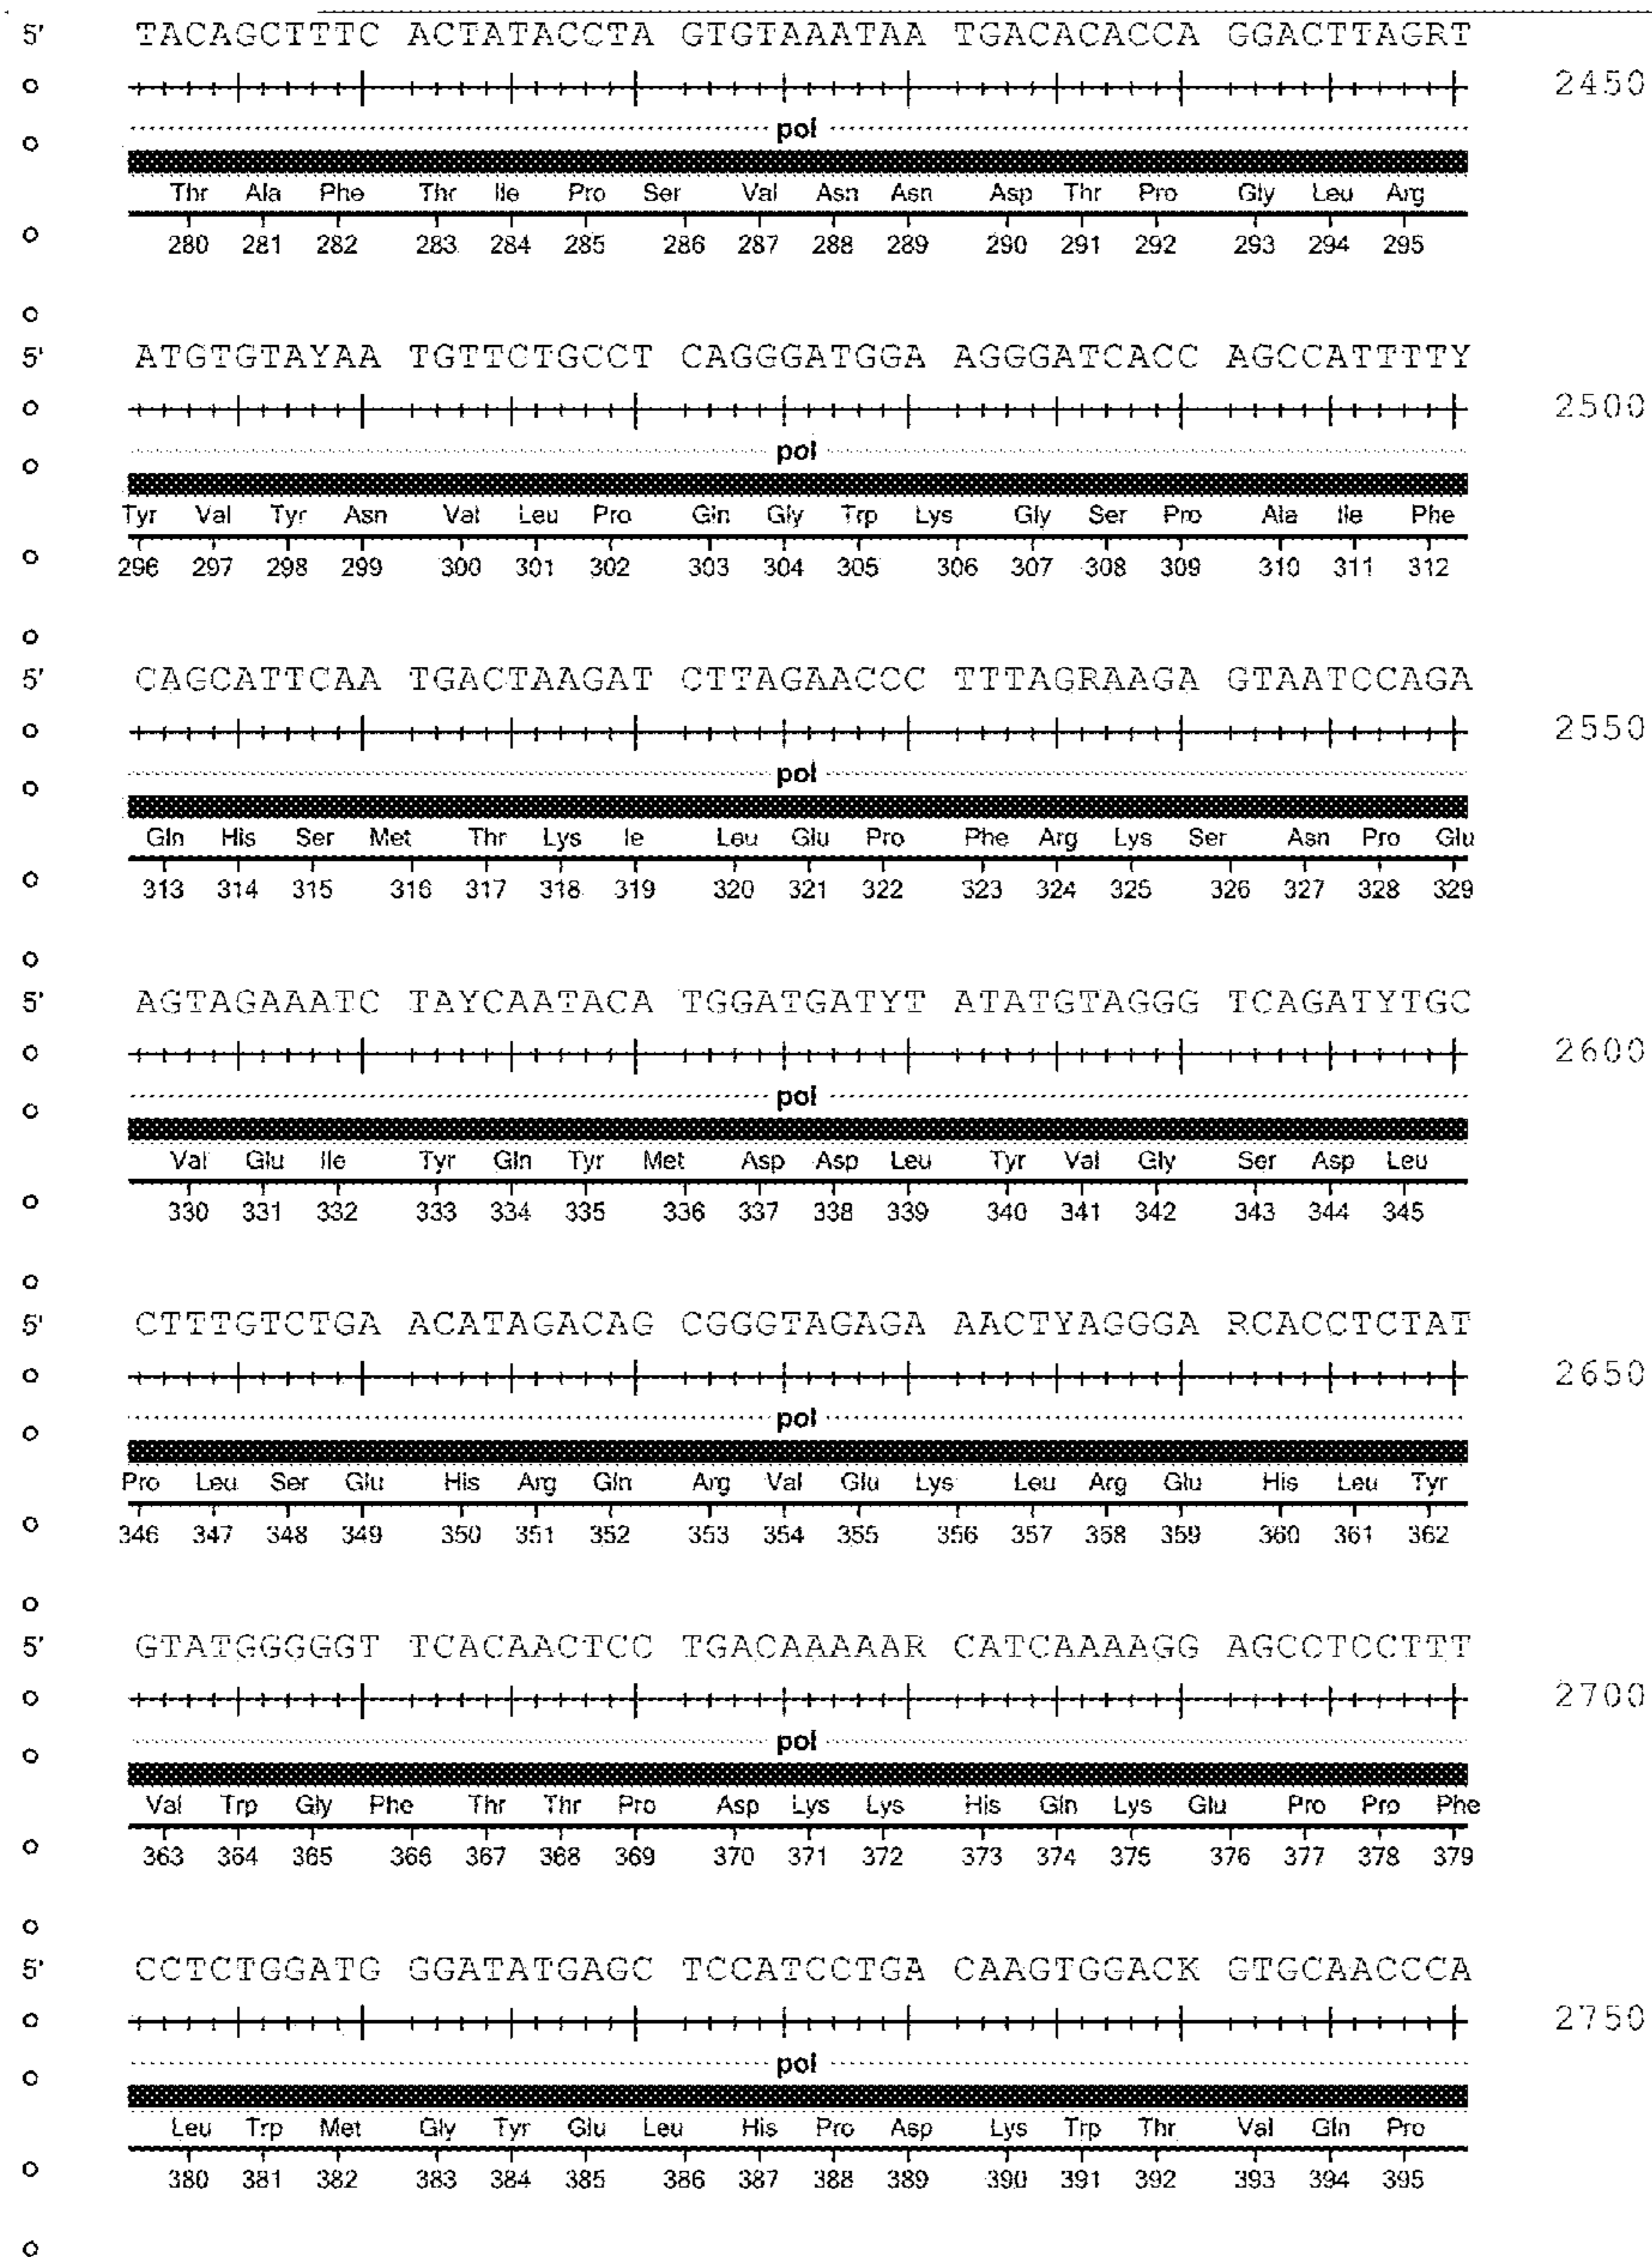 5' TACAGCTTTC ACTATACCTA GTGTAAATAA TGACACACCA GGACTTAGRT
2450
pol
Thr Ala Phe Thr Ile Pro Ser Val Asn Asn Asp Thr Pro Gly Leu Arg
280 281 282 283 284 285 286 287 288 289 290 291 292 293 294 295
5' ATGTGTAYAA TGTTCTGCCT CAGGGATGGA AGGGATCACC AGCCATTTTY
2500
pol
Tyr Val Tyr Asn Val Leu Pro Gln Gly Trp Lys Gly Ser Pro Ala Ile Phe
296 297 298 299 300 301 302 303 304 305 306 307 308 309 310 311 312
5' CAGCATTCAA TGACTAAGAT CTTAGAACCC TTTAGRAAGA GTAATCCAGA
2550
pol
Gln His Ser Met Thr Lys Ie Leu Glu Pro Phe Arg Lys Ser Asn Pro Glu
313 314 315 316 317 318 319 320 321 322 323 324 325 326 327 328 329
5' AGTAGAAATC TAYCAATACA TGGATGATYT ATATGTAGGG TCAGATYTGC
2600
pol
Val Glu Ile Tyr Gln Tyr Met Asp Asp Leu Tyr Val Gly Ser Asp Leu
330 331 332 333 334 335 336 337 338 339 340 341 342 343 344 345
5' CTTTGTCTGA ACATAGACAG CGGGTAGAGA AACTYAGGGA RCACCTCTAT
2650
pol
Pro Leu Ser Glu His Arg Gln Arg Val Glu Lys Leu Arg Glu His Leu Tyr
346 347 348 349 350 351 352 353 354 355 356 357 358 359 360 361 362
5' GTATGGGGGT TCACAACTCC TGACAAAAAR CATCAAAAGG AGCCTCCTTT
2700
pol
Val Trp Gly Phe Thr Thr Pro Asp Lys Lys His Gln Lys Glu Pro Pro Phe
363 364 365 366 367 368 369 370 371 372 373 374 375 376 377 378 379
5' CCTCTGGATG GGATATGAGC TCCATCCTGA CAAGTGGACK GTGCAACCCA
2750
pol
Leu Trp Met Gly Tyr Glu Leu His Pro Asp Lys Trp Thr Val Gln Pro
380 381 382 383 384 385 386 387 388 389 390 391 392 393 394 395